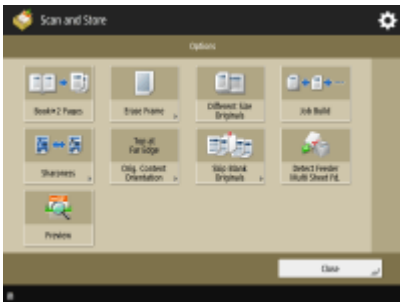 Scan and Store
Options
Book➞2 Pages
Erase Frame
Different Size
Originals
Job Build
Sharpness
Top at
Far Edge
Orig. Content
Orientation
Skip Blank
Originals
Detect Feeder
Multi Sheet Fd.
Preview
Close